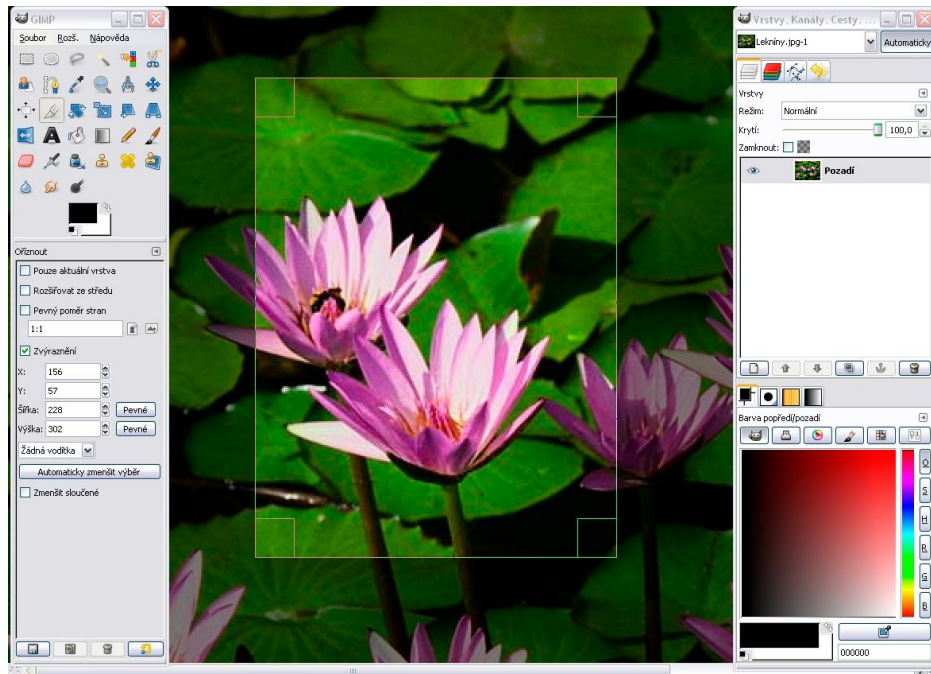 GIMP
Soubor Rozš. Nápověda
Oříznout
Pouze aktuální vrstva
Rozšiřovat ze středu
Pevný poměr stran
1:1
Zvýraznění
X: 156
Y: 57
Šířka: 228 Pevné
Výška: 302 Pevné
Žádná vodítka
Automaticky zmenšit výběr
Zmenšit sloučené
Vrstvy, Kanály, Cesty, ...
Lekníny.jpg-1 Automaticky
Vrstvy
Režim: Normální
Krytí: 100,0
Zamknout:
Pozadí
Barva popředí/pozadí
O
S
H
R
G
B
000000